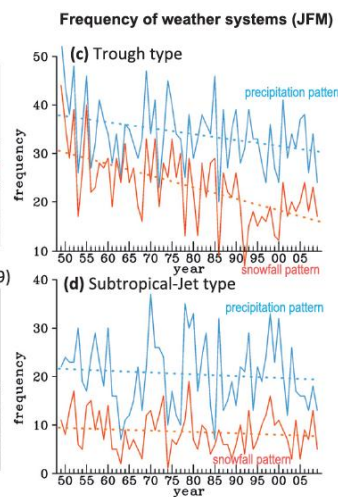 Frequency of weather systems (JFM)
(c) Trough type
precipitation pattern
50
40
30
20
10
frequency
50 55 60 65 70 75 80 85 90 95 00 05
year
snowfall pattern
9)
(d) Subtropical-Jet type
precipitation pattern
40
30
20
10
0
frequency
snowfall pattern
50 55 60 65 70 75 80 85 90 95 00 05
year